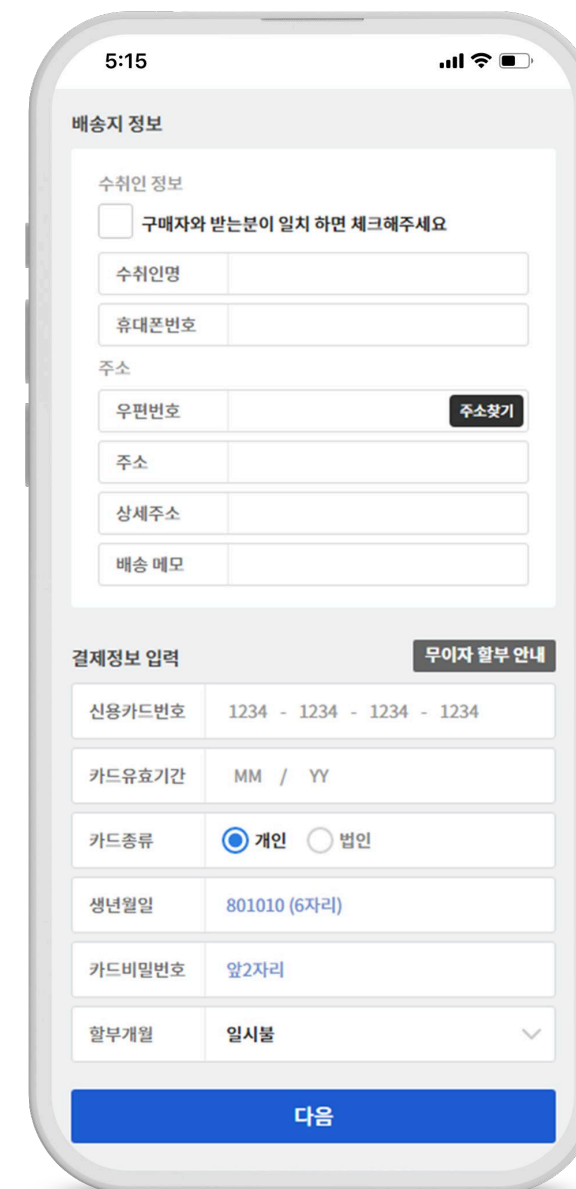 5:15
배송지 정보
수취인 정보
구매자와 받는분이 일치 하면 체크해주세요
수취인명
휴대폰번호
주소
우편번호 주소찾기
주소
상세주소
배송 메모
결제정보 입력 무이자 할부 안내
신용카드번호 1234 - 1234 - 1234 - 1234
카드유효기간 MM / YY
카드종류 개인 법인
생년월일 801010 (6자리)
카드비밀번호 앞2자리
할부개월 일시불
다음